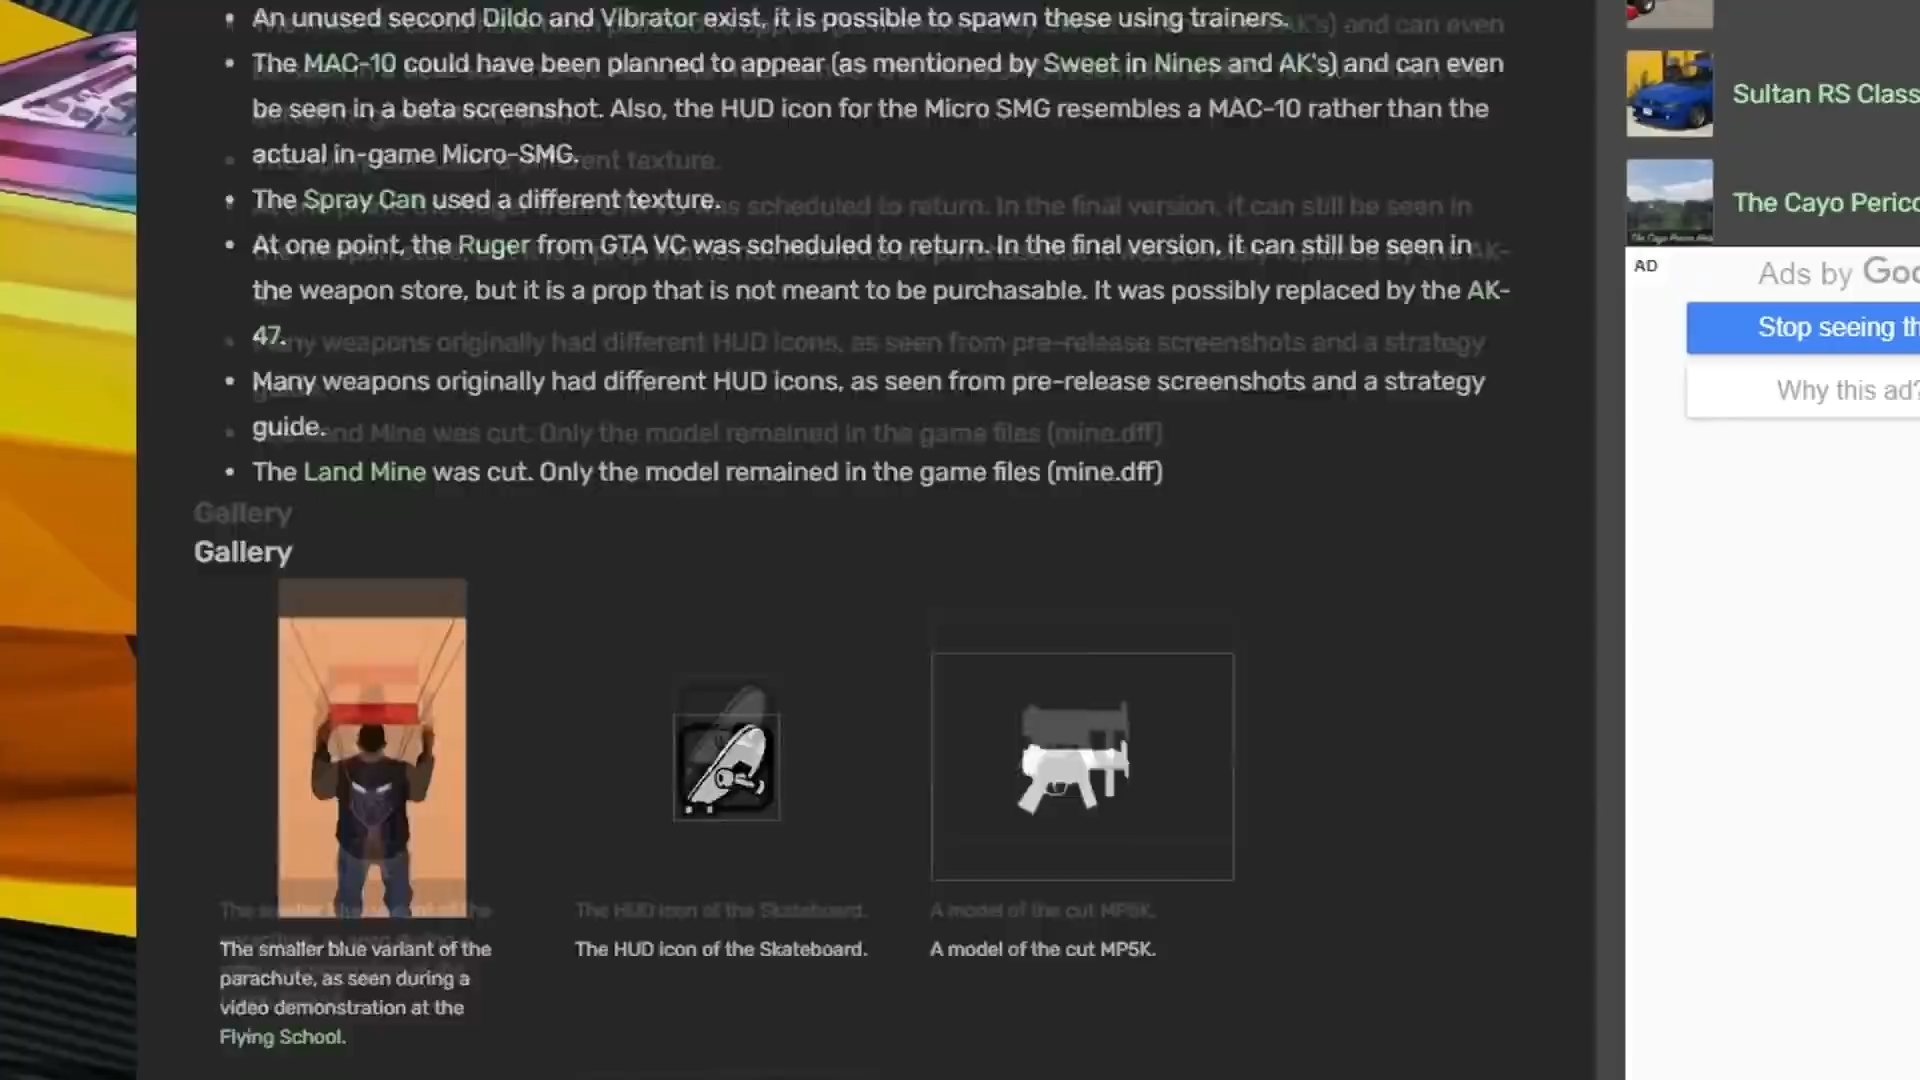 An unused second Dildo and Vibrator exist, it is possible to spawn these using trainers.
The MAC-10 could have been planned to appear (as mentioned by Sweet in Nines and AK's) and can even
be seen in a beta screenshot. Also, the HUD icon for the Micro SMG resembles a MAC-10 rather than the
actual in-game Micro-SMG.
The Spray Can used a different texture.
At one point, the Ruger from GTA VC was scheduled to return. In the final version, it can still be seen in
the weapon store, but it is a prop that is not meant to be purchasable. It was possibly replaced by the AK-
47.
Many weapons originally had different HUD icons, as seen from pre-release screenshots and a strategy
guide.
The Land Mine was cut. Only the model remained in the game files (mine.dff)
Gallery
The smaller blue variant of the
parachute, as seen during a
video demonstration at the
Flying School.
The HUD icon of the Skateboard.
A model of the cut MP5K.
Sultan RS Class
The Cayo Perico
AD
Ads by Goo
Stop seeing th
Why this ad?